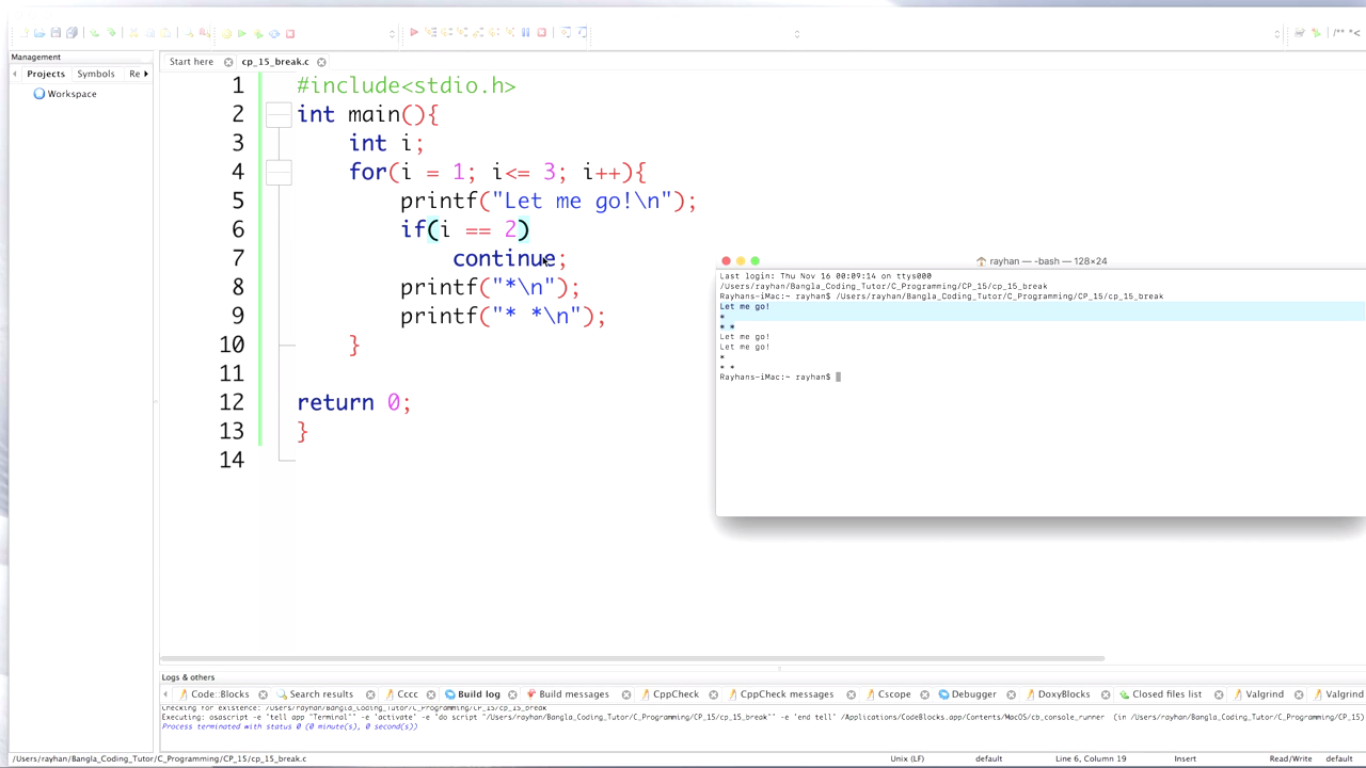 Management
Projects Symbols Re
Workspace
Start here cp_15_break.c
/** *<
1 #include<stdio.h>
2 int main(){
3 int i;
4 for(i = 1; i<= 3; i++){
5 printf("Let me go!\n");
6 if(i == 2)
7 continue;
8 printf("*\n");
9 printf("* *\n");
10 }
11
12 return 0;
13 }
14
rayhan — -bash — 128×24
Last login: Thu Nov 16 00:09:14 on ttys000
/Users/rayhan/Bangla_Coding_Tutor/C_Programming/CP_15/cp_15_break
Rayhans-iMac:~ rayhan$ /Users/rayhan/Bangla_Coding_Tutor/C_Programming/CP_15/cp_15_break
Let me go!
*
* *
Let me go!
Let me go!
*
* *
Rayhans-iMac:~ rayhan$
Logs & others
Code::Blocks Search results Cccc Build log Build messages CppCheck CppCheck messages Cscope Debugger DoxyBlocks Closed files list Valgrind Valgrind
Checking for existence: /Users/rayhan/Bangla_Coding_Tutor/C_Programming/CP_15/cp_15_break
Executing: osascript -e 'tell app "Terminal"' -e 'activate' -e 'do script "/Users/rayhan/Bangla_Coding_Tutor/C_Programming/CP_15/cp_15_break"' -e 'end tell' /Applications/CodeBlocks.app/Contents/MacOS/cb_console_runner (in /Users/rayhan/Bangla_Coding_Tutor/C_Programming/CP_15)
Process terminated with status 0 (0 minute(s), 0 second(s))
/Users/rayhan/Bangla_Coding_Tutor/C_Programming/CP_15/cp_15_break.c Unix (LF) default Line 6, Column 19 Insert Read/Write default